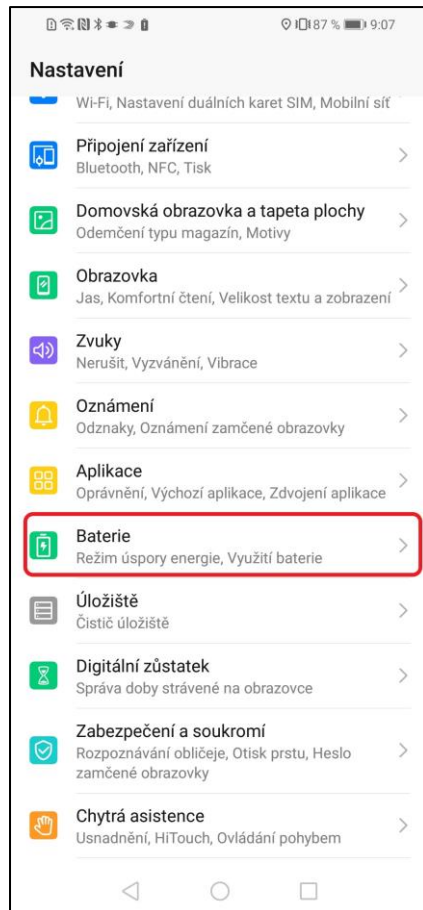 87 % 9:07
Nastavení
Wi-Fi, Nastavení duálních karet SIM, Mobilní síť
Připojení zařízení
Bluetooth, NFC, Tisk
Domovská obrazovka a tapeta plochy
Odemčení typu magazín, Motivy
Obrazovka
Jas, Komfortní čtení, Velikost textu a zobrazení
Zvuky
Nerušit, Vyzvánění, Vibrace
Oznámení
Odznaky, Oznámení zamčené obrazovky
Aplikace
Oprávnění, Výchozí aplikace, Zdvojení aplikace
Baterie
Režim úspory energie, Využití baterie
Úložiště
Čistič úložiště
Digitální zůstatek
Správa doby strávené na obrazovce
Zabezpečení a soukromí
Rozpoznávání obličeje, Otisk prstu, Heslo
zamčené obrazovky
Chytrá asistence
Usnadnění, HiTouch, Ovládání pohybem